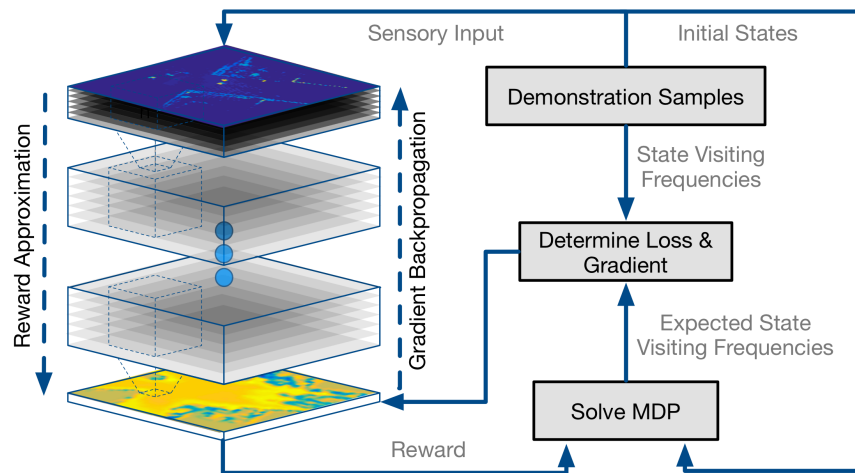 Sensory Input
Initial States
Demonstration Samples
Reward Approximation
Gradient Backpropagation
State Visiting
Frequencies
Determine Loss &
Gradient
Expected State
Visiting Frequencies
Solve MDP
Reward